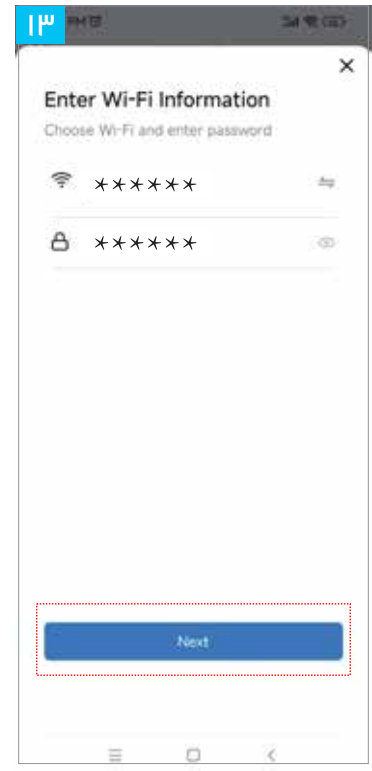 ۱۳
Enter Wi-Fi Information
Choose Wi-Fi and enter password
******
******
Next